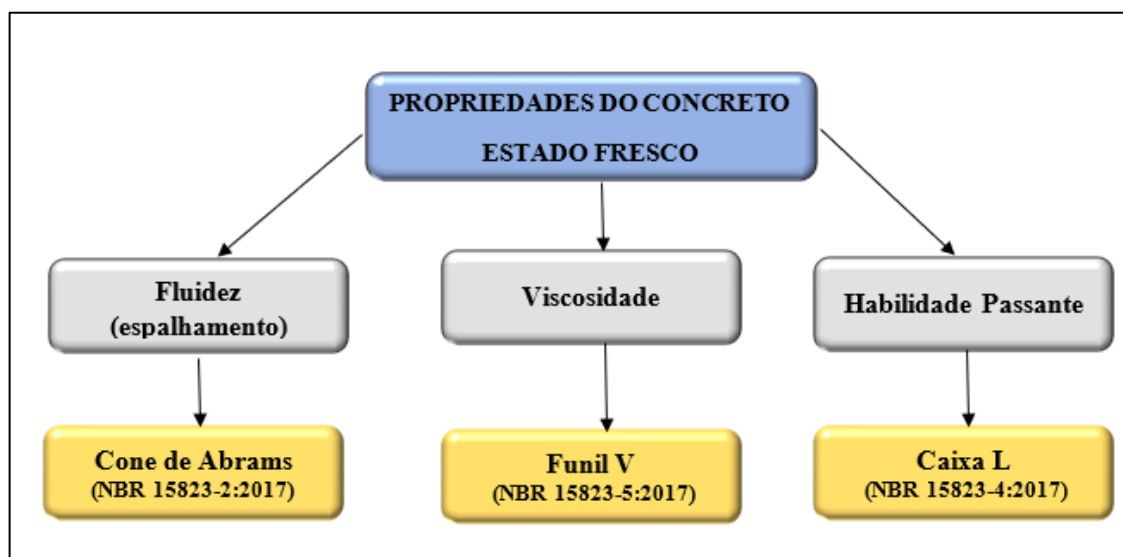 PROPRIEDADES DO CONCRETO
ESTADO FRESCO
Fluidez
(espalhamento)
Viscosidade
Habilidade Passante
Cone de Abrams
(NBR 15823-2:2017)
Funil V
(NBR 15823-5:2017)
Caixa L
(NBR 15823-4:2017)